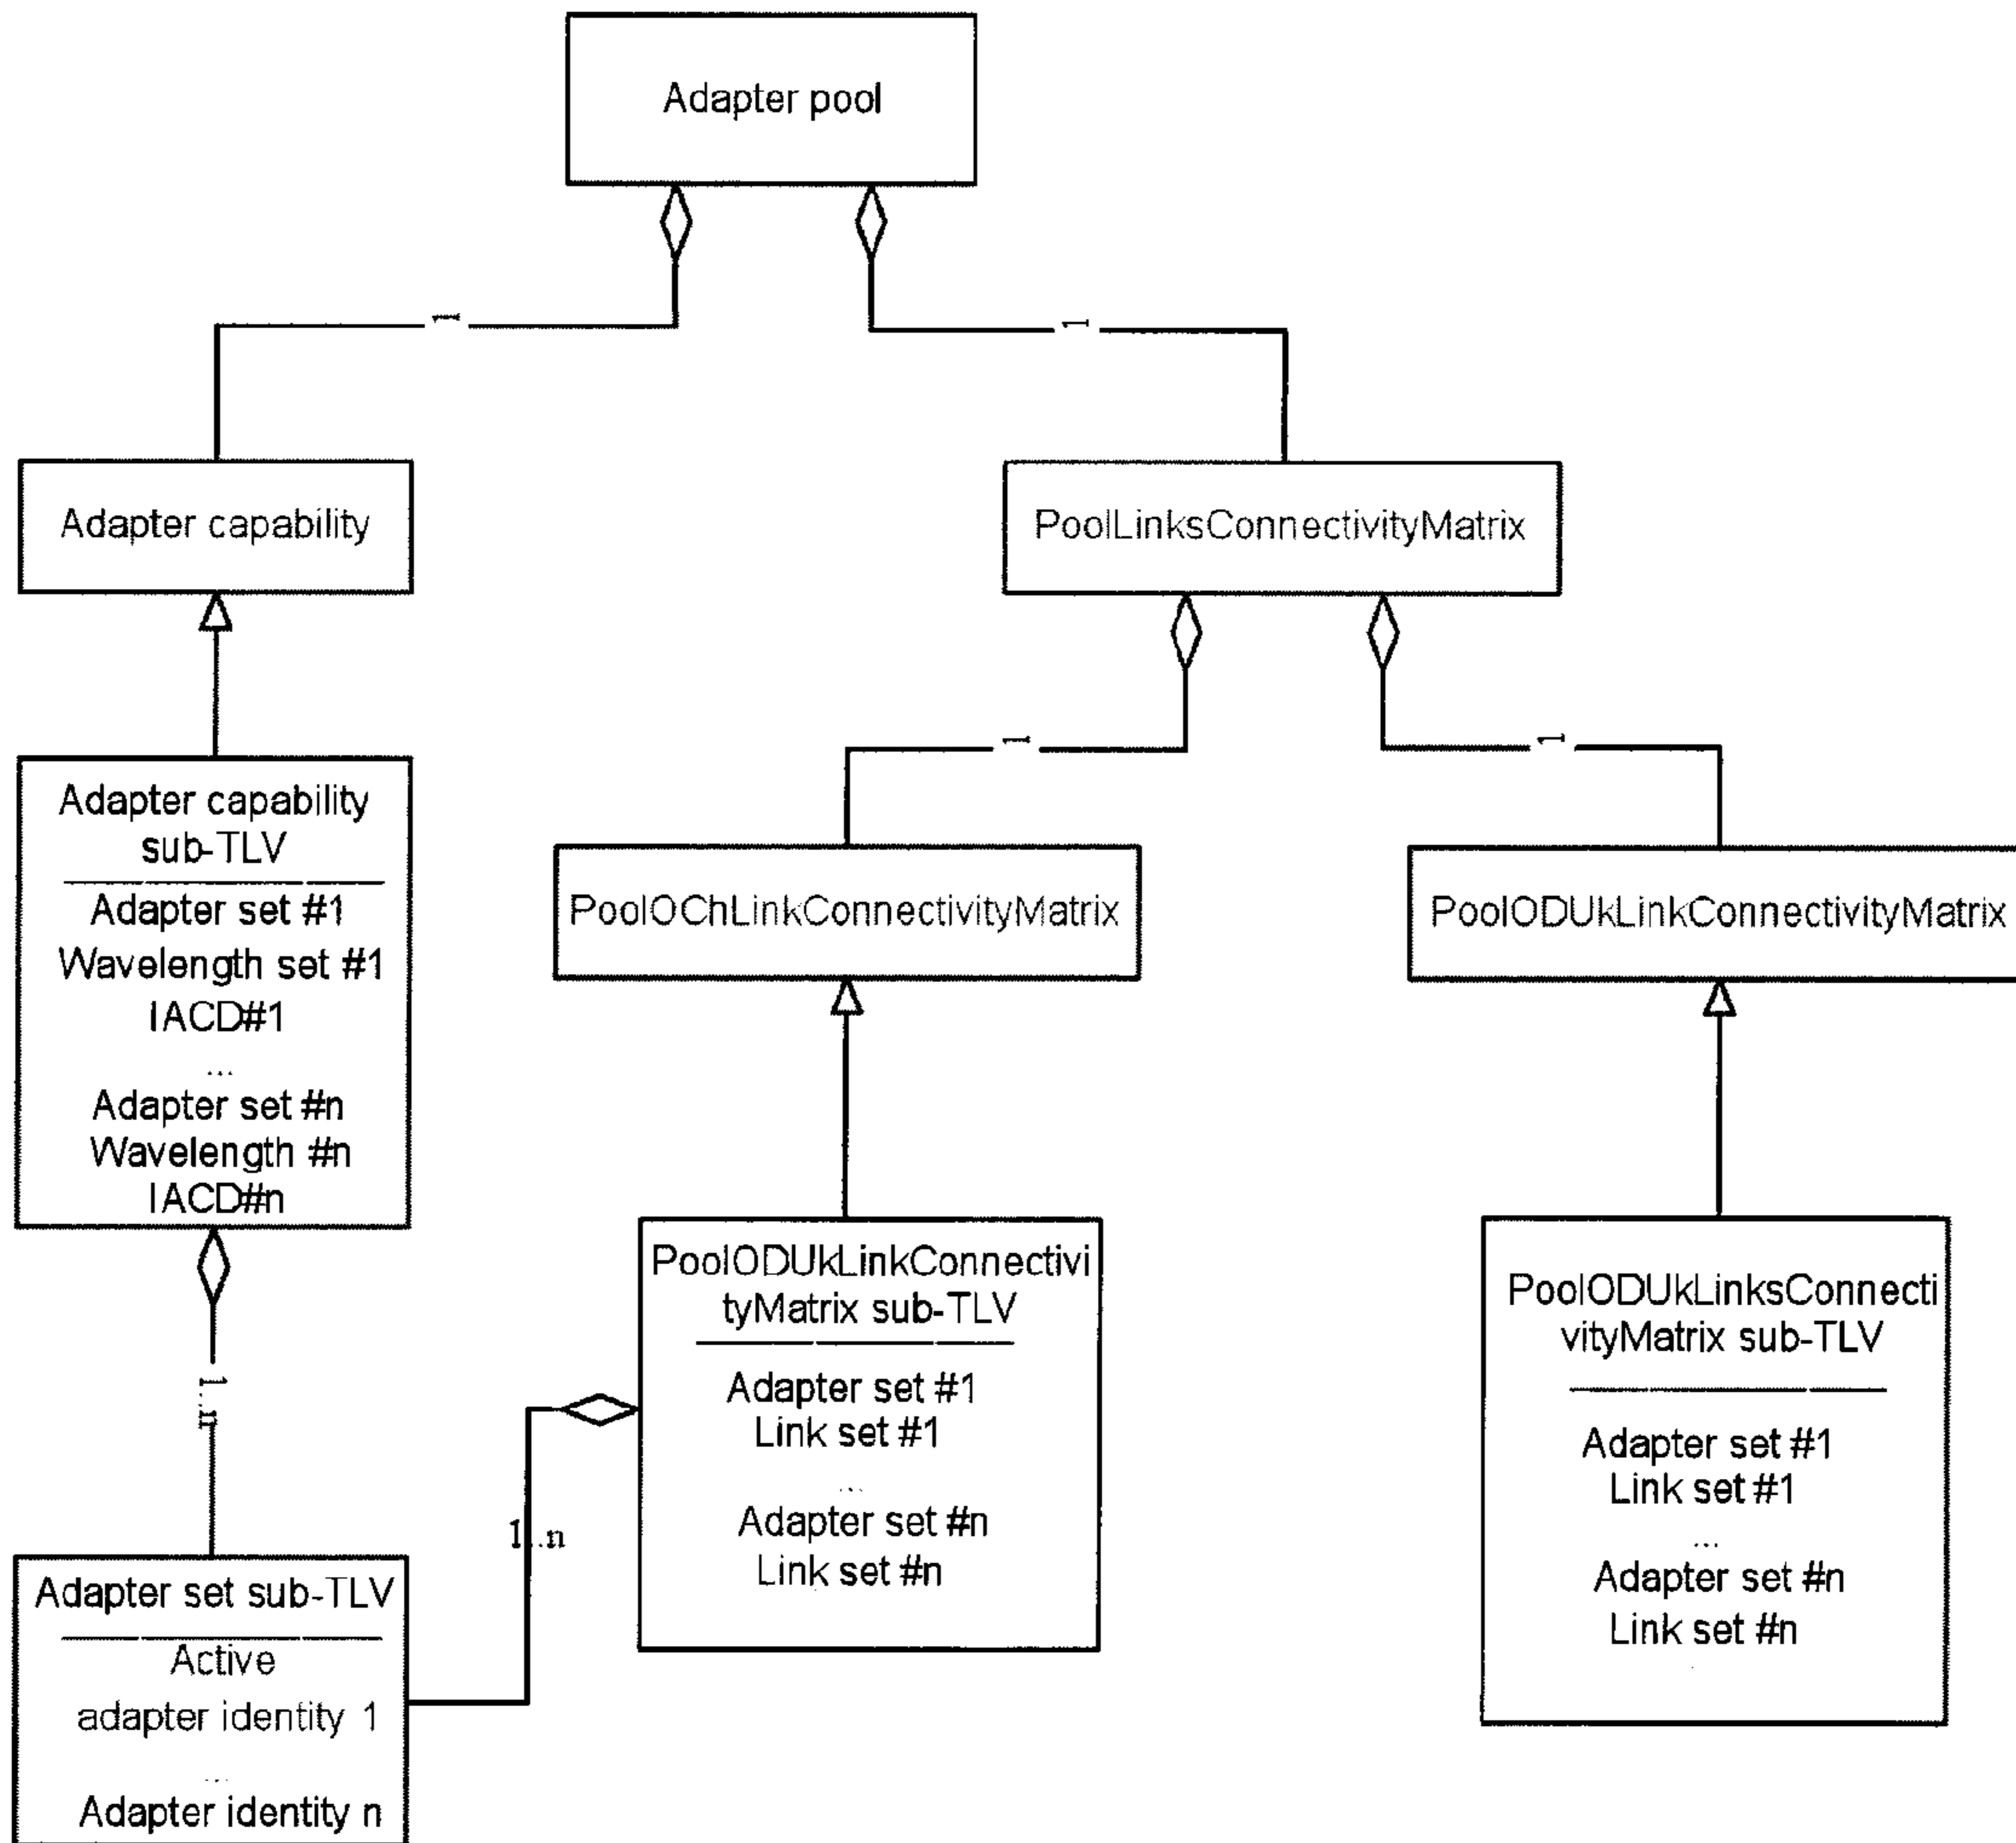 Adapter pool
1
1
Adapter capability
PoolLinksConnectivityMatrix
1
1
Adapter capability
sub-TLV
Adapter set #1
Wavelength set #1
IACD#1
...
Adapter set #n
Wavelength #n
IACD#n
PoolOChLinkConnectivityMatrix
PoolODUkLinkConnectivityMatrix
1..n
PoolODUkLinkConnectivi
tyMatrix sub-TLV
Adapter set #1
Link set #1
...
Adapter set #n
Link set #n
PoolODUkLinksConnecti
vityMatrix sub-TLV
Adapter set #1
Link set #1
...
Adapter set #n
Link set #n
1..n
Adapter set sub-TLV
Active
adapter identity 1
...
Adapter identity n